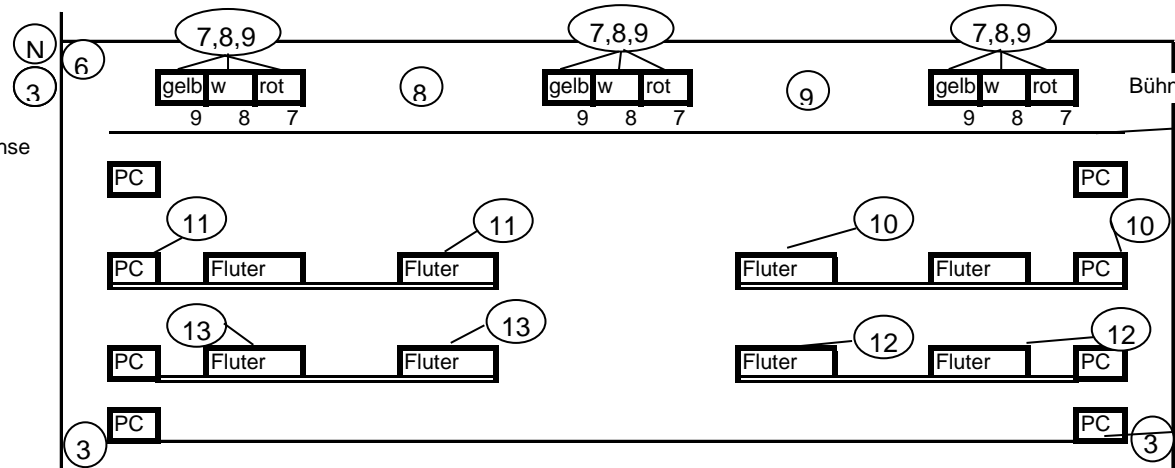 7,8,9 7,8,9 7,8,9
N
6
3 gelb w rot 8 gelb w rot 9 gelb w rot Bühn
9 8 7 9 8 7 9 8 7
nse
PC PC
11 11 10 10
PC Fluter Fluter Fluter Fluter PC
13 13 12 12
PC Fluter Fluter Fluter Fluter PC
PC PC
3 3